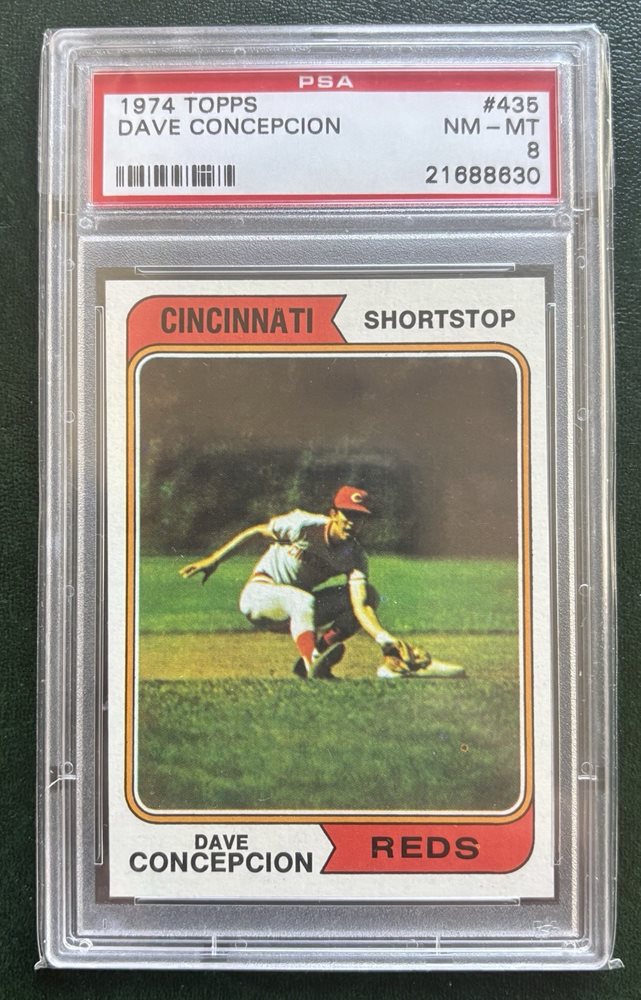 PSA
1974 TOPPS #435
DAVE CONCEPCION NM - MT
8
21688630
CINCINNATI SHORTSTOP
C
DAVE
CONCEPCION
REDS